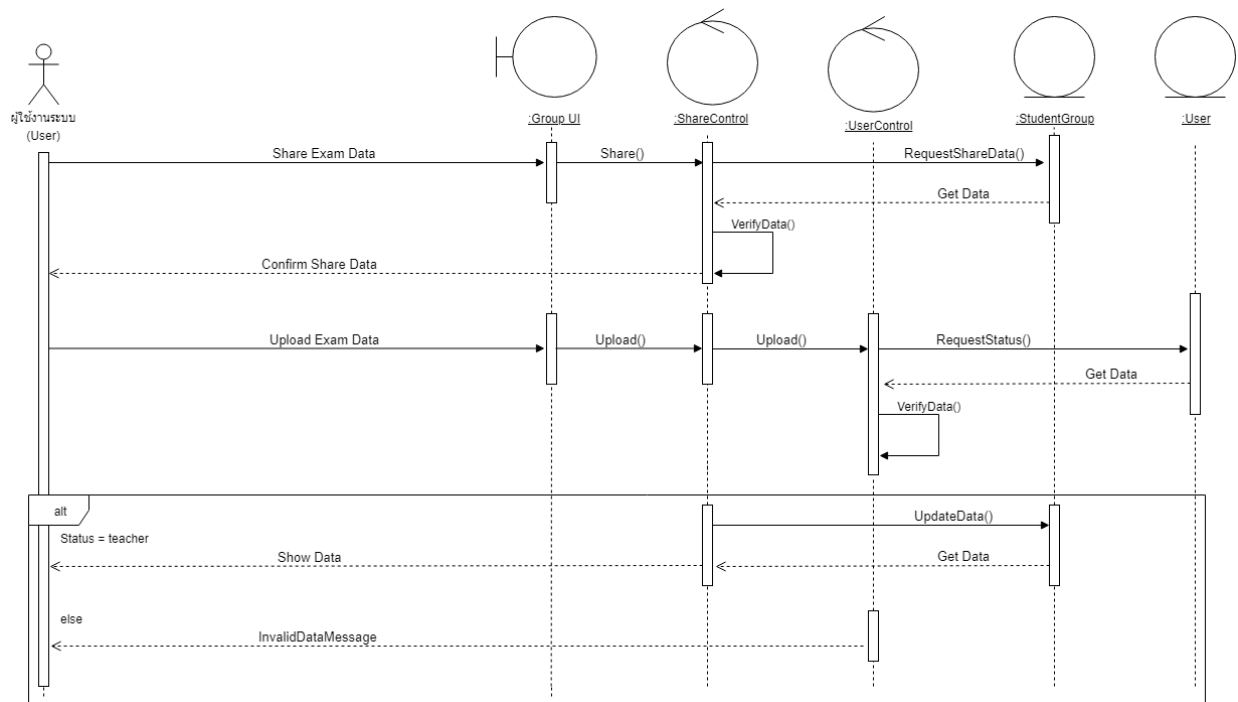 ผู้ใช้งานระบบ
(User)
:Group UI
:ShareControl
:UserControl
:StudentGroup
:User
Share Exam Data
Share()
RequestShareData()
Get Data
VerifyData()
Confirm Share Data
Upload Exam Data
Upload()
Upload()
RequestStatus()
Get Data
VerifyData()
alt
UpdateData()
Status = teacher
Show Data
Get Data
else
InvalidDataMessage